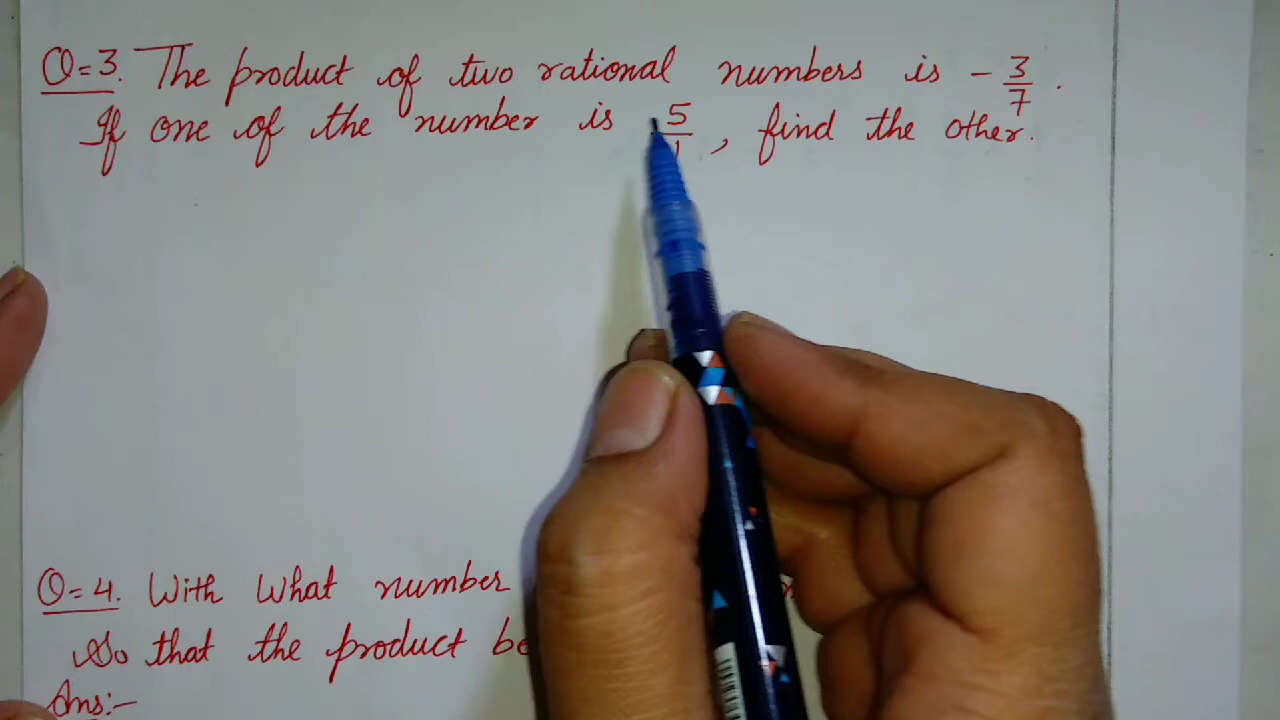 Q=3. The product of two rational numbers is - 3/7 .
If one of the number is 5/ , find the other.
Q=4. With What number
So that the product
Ans:-